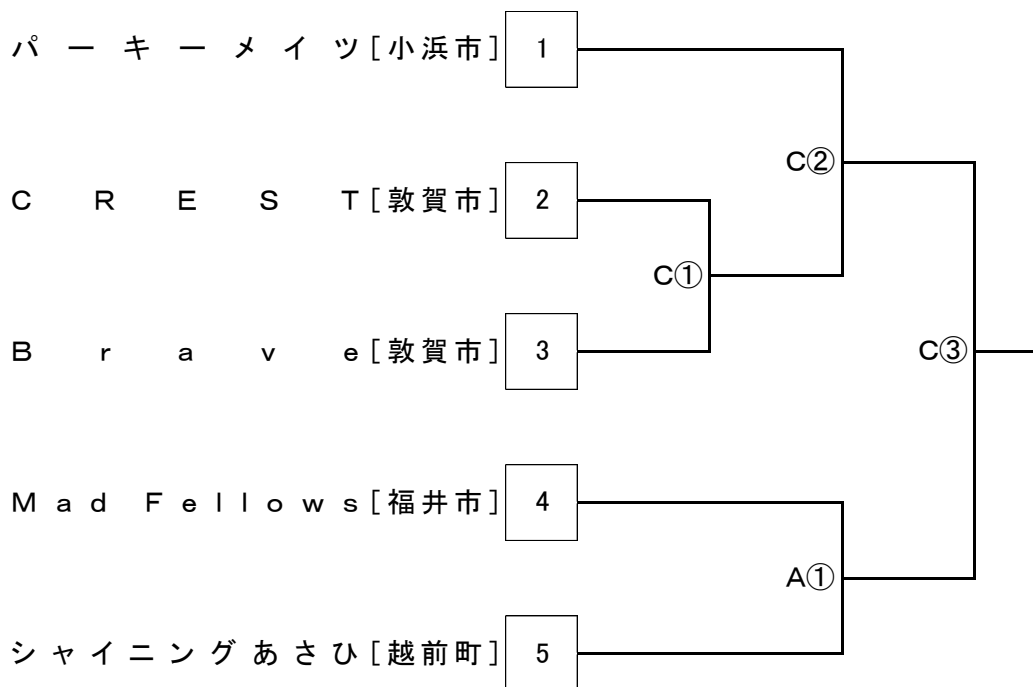 パーキーメイツ[小浜市] 1
C②
CREST[敦賀市] 2
C①
Brave[敦賀市] 3
C③
Mad Fellows[福井市] 4
A①
シャイニングあさひ[越前町] 5